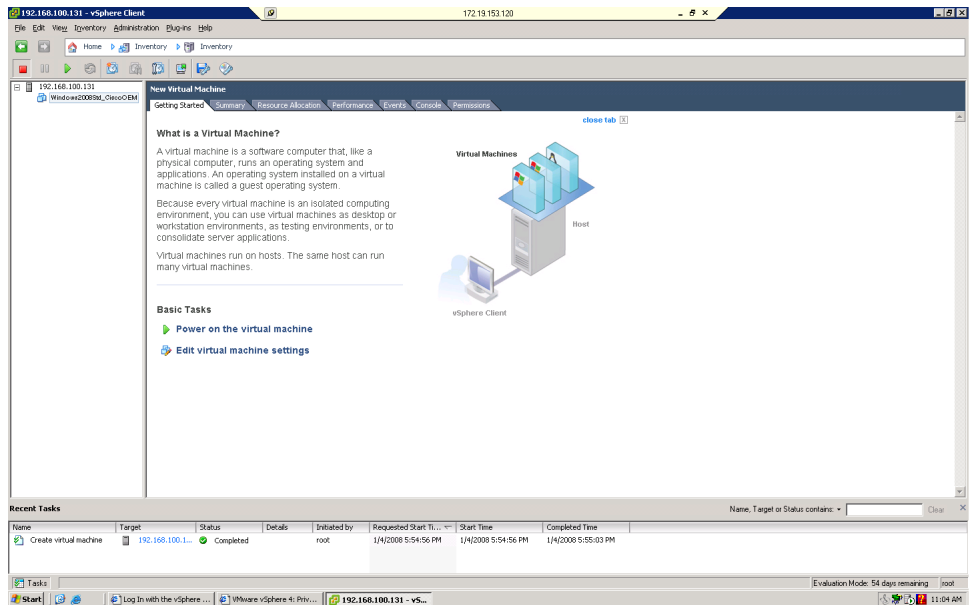 192.168.100.131 - vSphere Client
172.19.153.120
File Edit View Inventory Administration Plug-ins Help
Home Inventory Inventory
192.168.100.131
Windows2008Std_CiscoOEM
New Virtual Machine
Getting Started Summary Resource Allocation Performance Events Console Permissions
close tab X
What is a Virtual Machine?
A virtual machine is a software computer that, like a
physical computer, runs an operating system and
applications. An operating system installed on a virtual
machine is called a guest operating system.
Because every virtual machine is an isolated computing
environment, you can use virtual machines as desktop or
workstation environments, as testing environments, or to
consolidate server applications.
Virtual machines run on hosts. The same host can run
many virtual machines.
Basic Tasks
Power on the virtual machine
Edit virtual machine settings
Virtual Machines
Host
vSphere Client
Recent Tasks
Name, Target or Status contains:
Clear
Name Target Status Details Initiated by Requested Start Ti... Start Time Completed Time
Create virtual machine 192.168.100.1... Completed root 1/4/2008 5:54:56 PM 1/4/2008 5:54:56 PM 1/4/2008 5:55:03 PM
Tasks
Evaluation Mode: 54 days remaining root
Start Log In with the vSphere ... VMware vSphere 4: Priv... 192.168.100.131 - vS... 11:04 AM